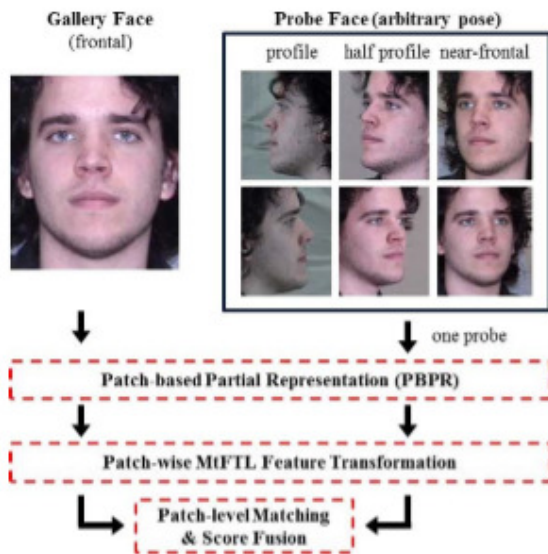 Gallery Face
(frontal)
Probe Face (arbitrary pose)
profile half profile near-frontal
one probe
Patch-based Partial Representation (PBPR)
Patch-wise MtFTL Feature Transformation
Patch-level Matching
& Score Fusion